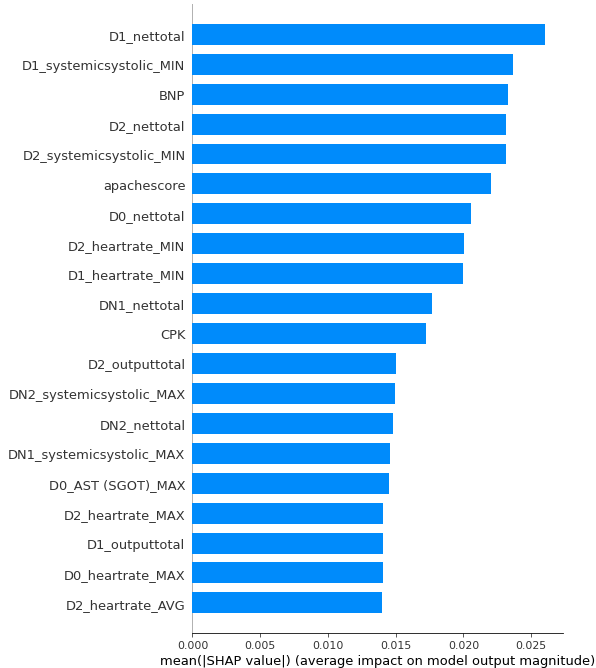 D1_nettotal
D1_systemicsystolic_MIN
BNP
D2_nettotal
D2_systemicsystolic_MIN
apachescore
D0_nettotal
D2_heartrate_MIN
D1_heartrate_MIN
DN1_nettotal
CPK
D2_outputtotal
DN2_systemicsystolic_MAX
DN2_nettotal
DN1_systemicsystolic_MAX
D0_AST (SGOT)_MAX
D2_heartrate_MAX
D1_outputtotal
D0_heartrate_MAX
D2_heartrate_AVG
0.000 0.005 0.010 0.015 0.020 0.025
mean(|SHAP value|) (average impact on model output magnitude)